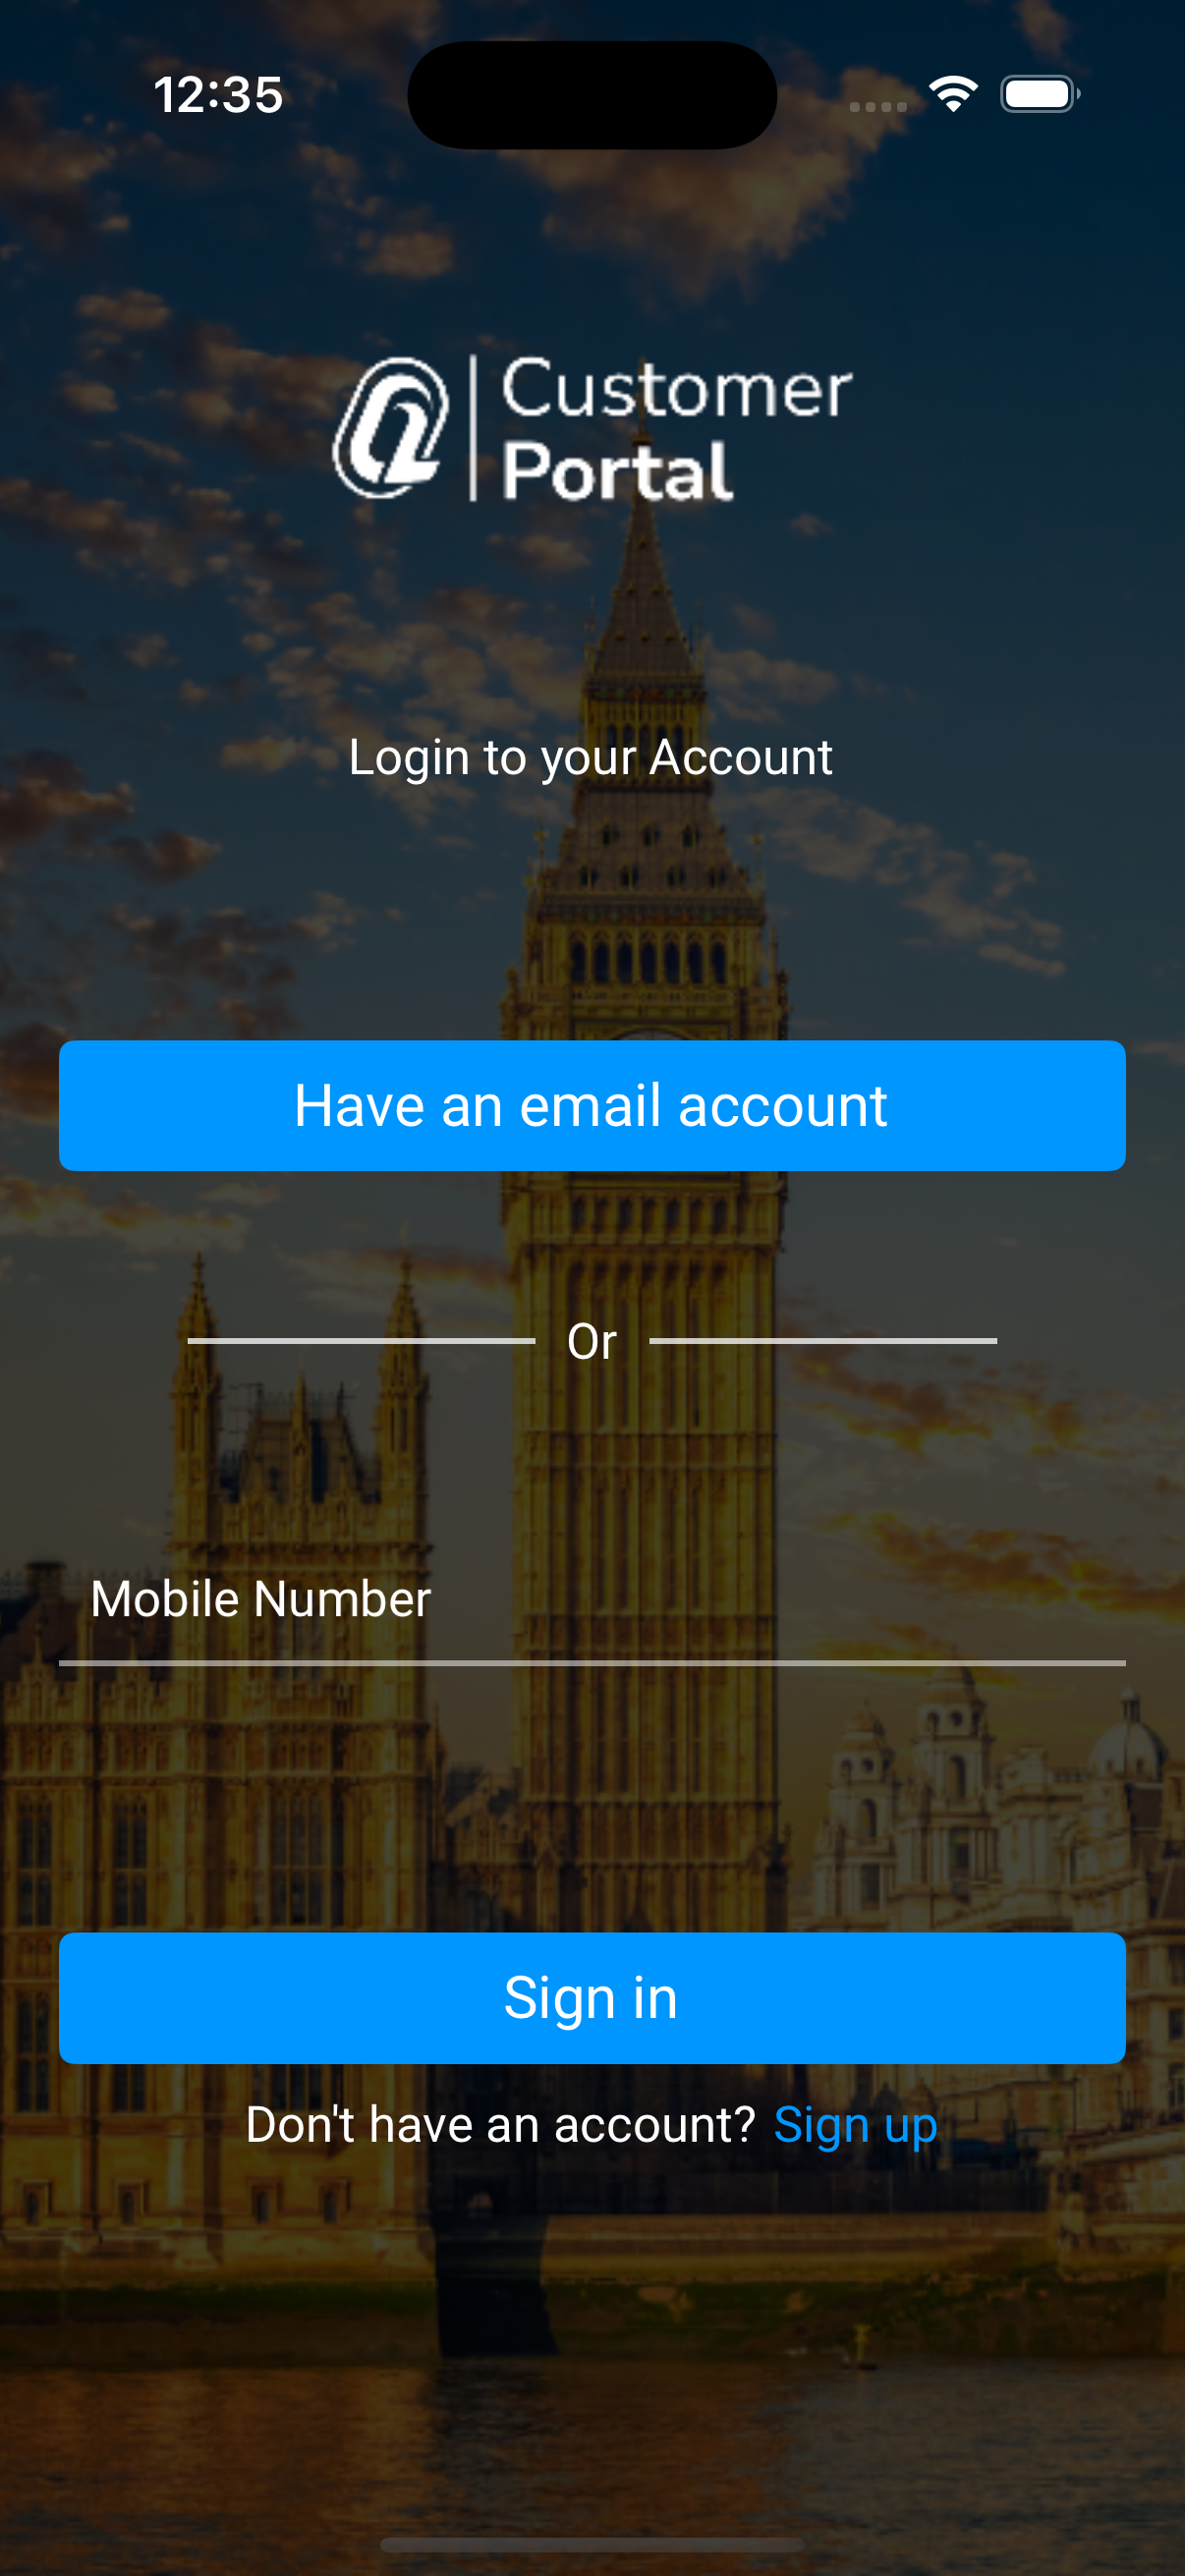 12:35
Customer
Portal
Login to your Account
Have an email account
Or
Mobile Number
Sign in
Don't have an account? Sign up